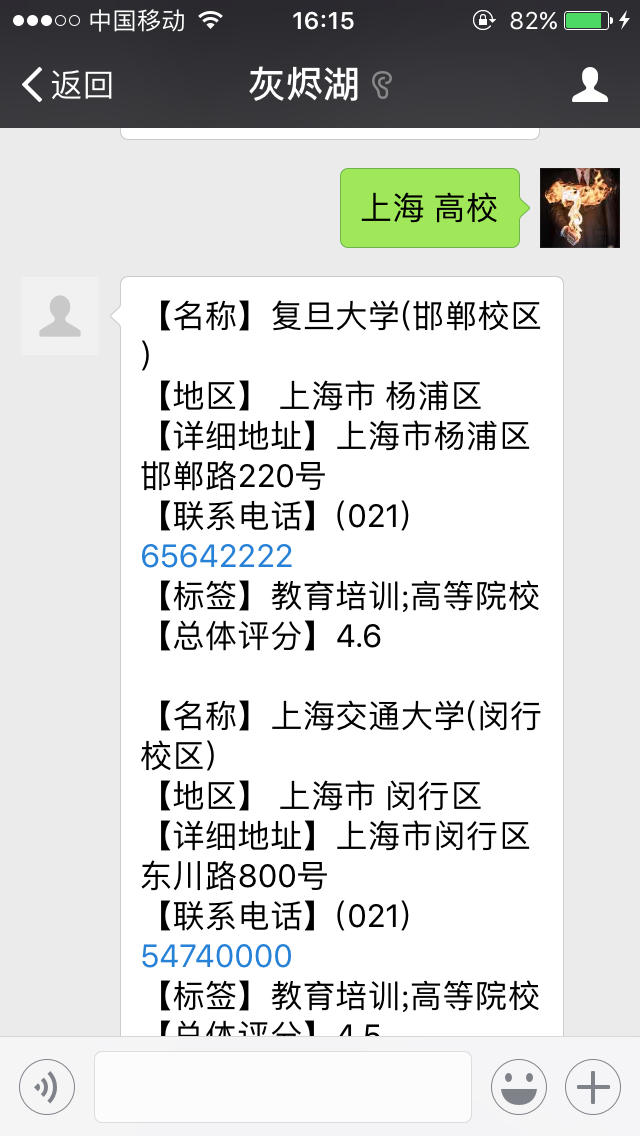 中国移动 16:15 82%
返回 灰烬湖
上海 高校
【名称】复旦大学(邯郸校区
)
【地区】 上海市 杨浦区
【详细地址】上海市杨浦区
邯郸路220号
【联系电话】(021)
65642222
【标签】教育培训;高等院校
【总体评分】4.6
【名称】上海交通大学(闵行
校区)
【地区】 上海市 闵行区
【详细地址】上海市闵行区
东川路800号
【联系电话】(021)
54740000
【标签】教育培训;高等院校
【总体评分】4.5